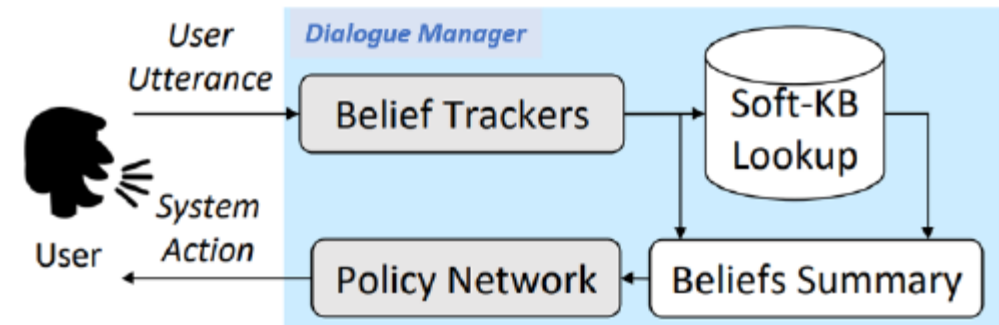 User
Utterance
Dialogue Manager
Belief Trackers
Soft-KB
Lookup
System
Action
User
Policy Network
Beliefs Summary